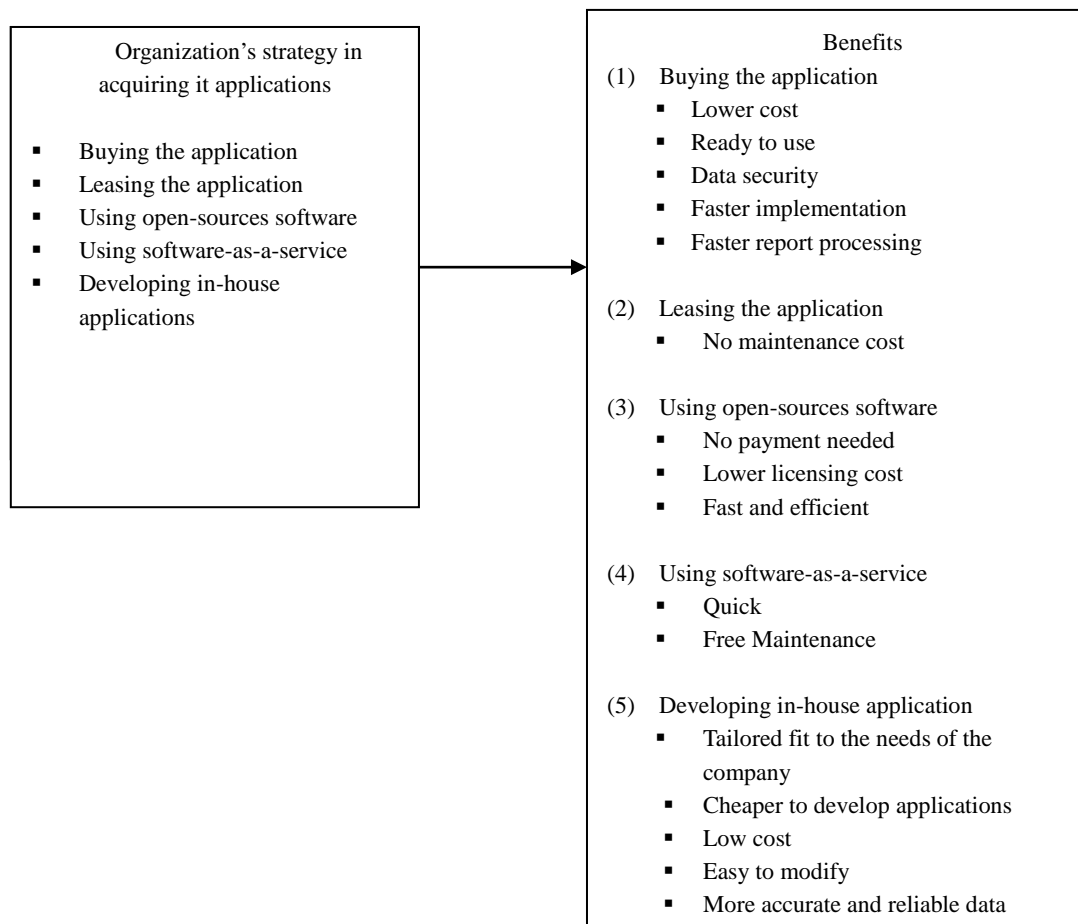 Organization’s strategy in
acquiring it applications
▪ Buying the application
▪ Leasing the application
▪ Using open-sources software
▪ Using software-as-a-service
▪ Developing in-house
applications
Benefits
(1) Buying the application
▪ Lower cost
▪ Ready to use
▪ Data security
▪ Faster implementation
▪ Faster report processing
(2) Leasing the application
▪ No maintenance cost
(3) Using open-sources software
▪ No payment needed
▪ Lower licensing cost
▪ Fast and efficient
(4) Using software-as-a-service
▪ Quick
▪ Free Maintenance
(5) Developing in-house application
▪ Tailored fit to the needs of the
company
▪ Cheaper to develop applications
▪ Low cost
▪ Easy to modify
▪ More accurate and reliable data